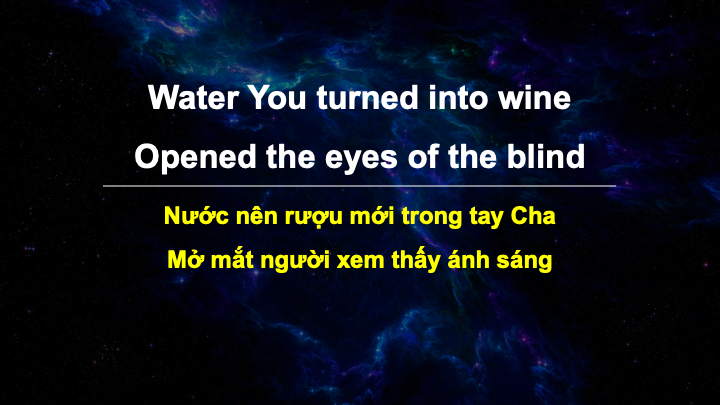 Water You turned into wine
Opened the eyes of the blind
Nước nên rượu mới trong tay Cha
Mở mắt người xem thấy ánh sáng